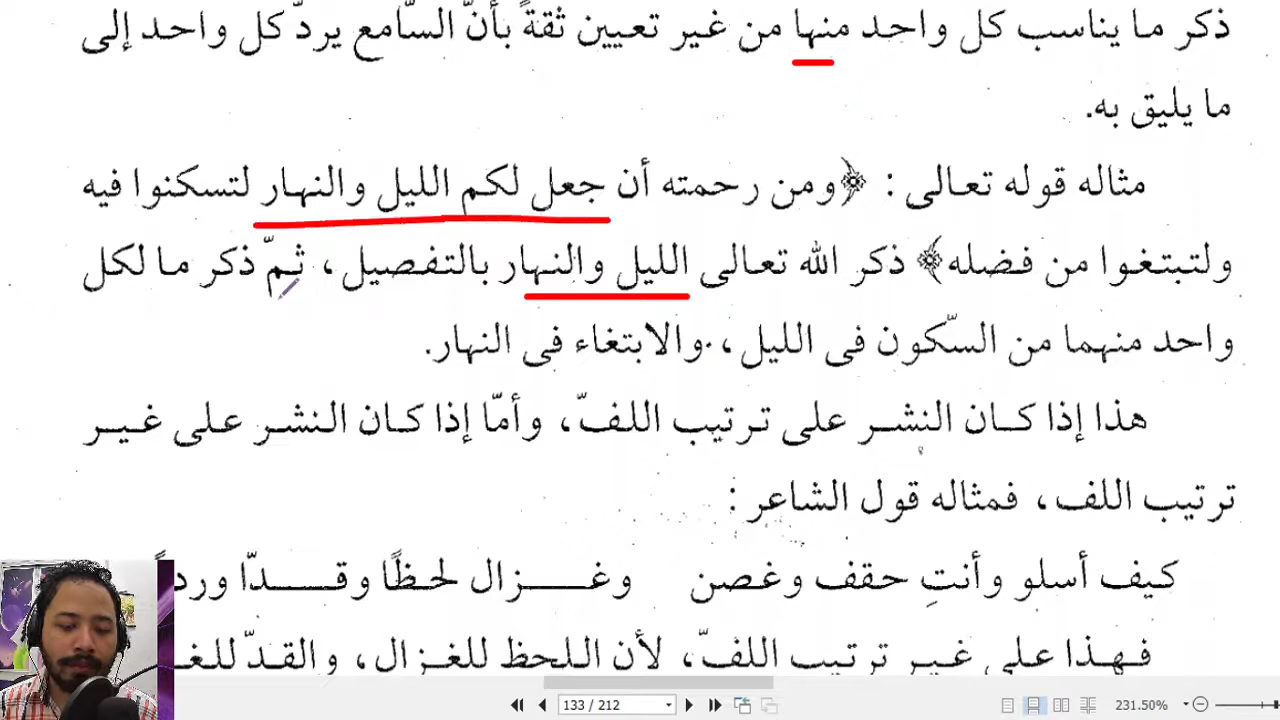 ذكر ما يناسب كل واحد منها من غير تعيين ثقةً بأنّ السّامع يردّ كل واحد إلى
ما يليق به.
مثاله قوله تعالى : ﴿ومن رحمته أن جعل لكم الليل والنهار لتسكنوا فيه
ولتبتغوا من فضله﴾ ذكر الله تعالى الليل والنهار بالتفصيل، ثمّ ذكر ما لكل
واحد منهما من السّكون فى الليل، والابتغاء فى النهار.
هذا إذا كان النشر على ترتيب اللفّ، وأمّا إذا كان النشر على غير
ترتيب اللف، فمثاله قول الشاعر :
كيف أسلو وأنتِ حقف وغصن وغزال لحظًا وقدّا ورد
فهذا على غير ترتيب اللفّ، لأن اللحظ للغزال، والقدّ للغ
133 / 212
231.50%